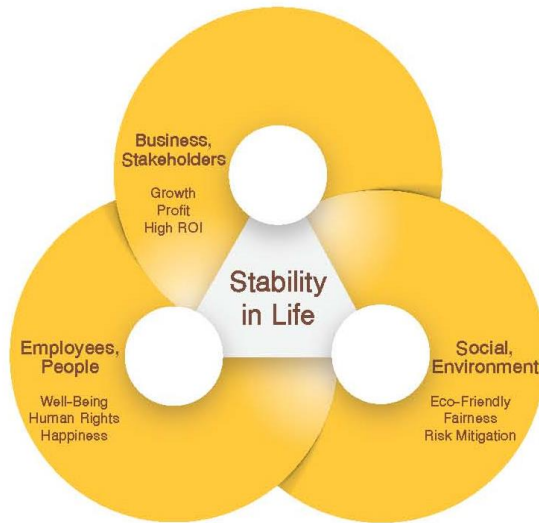 Business,
Stakeholders
Growth
Profit
High ROI
Stability
in Life
Employees,
People
Well-Being
Human Rights
Happiness
Social,
Environment
Eco-Friendly
Fairness
Risk Mitigation